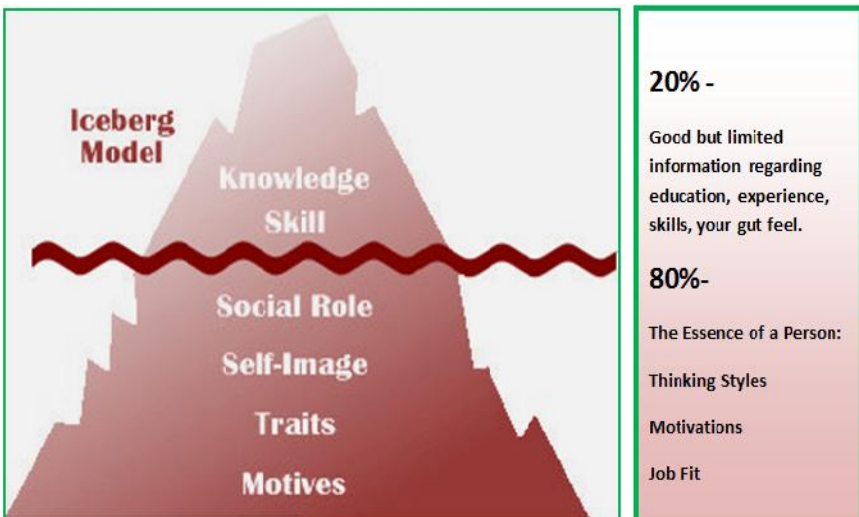 Iceberg
Model
Knowledge
Skill
Social Role
Self-Image
Traits
Motives
20% -
Good but limited
information regarding
education, experience,
skills, your gut feel.
80%-
The Essence of a Person:
Thinking Styles
Motivations
Job Fit